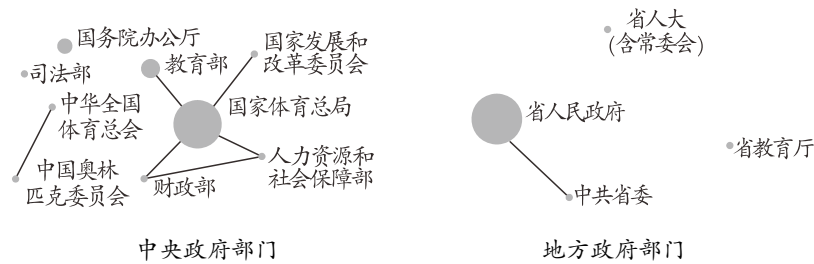 国务院办公厅
国家发展和
改革委员会
教育部
司法部
中华全国
体育总会
国家体育总局
中国奥林
匹克委员会
财政部
人力资源和
社会保障部
中央政府部门
省人大
(含常委会)
省人民政府
省教育厅
中共省委
地方政府部门